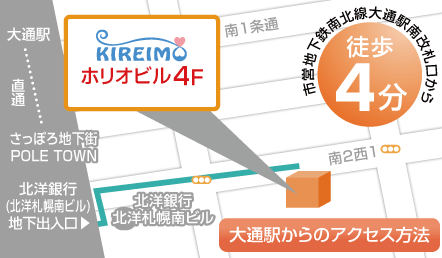 大通駅
直通
さっぽろ地下街
POLE TOWN
北洋銀行
(北洋札幌南ビル)
地下出入口▶
KIREIMO
ホリオビル4F
南1条通
市営地下鉄南北線大通駅南改札口から
徒歩
4分
南2西1
北洋銀行
北洋札幌南ビル
大通駅からのアクセス方法